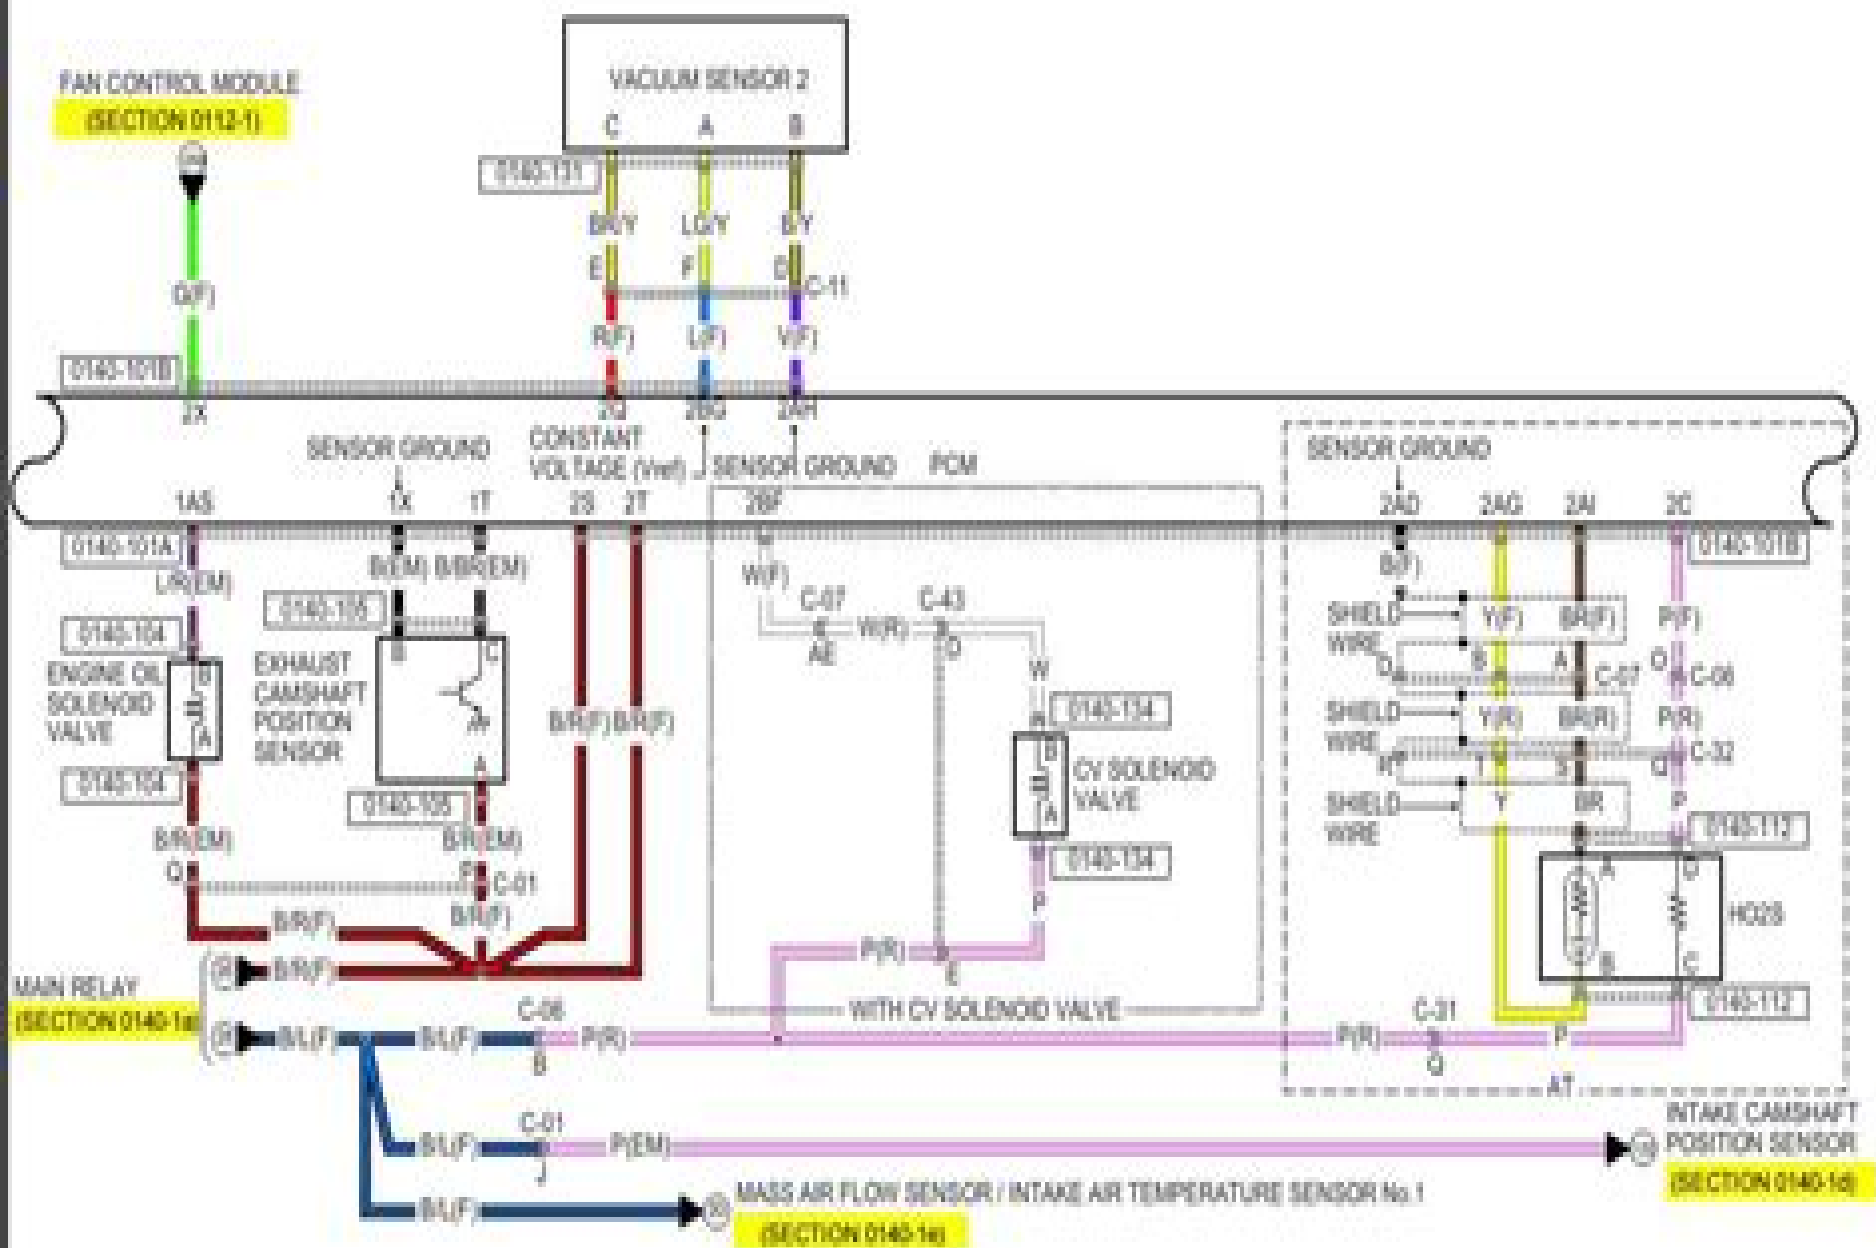 FAN CONTROL MODULE
(SECTION 0112-1)
G(F)
0140-101B
2X
VACUUM SENSOR 2
C A B
0140-131
BR/Y LG/Y B/Y
E F D
C-11
R(F) L(F) V(F)
2Q 2BG 2AH
CONSTANT
VOLTAGE (Vref)
SENSOR GROUND
PCM
SENSOR GROUND
1AS 1X 1T 2S 2T 2BF
SENSOR GROUND
2AD 2AG 2AI 2C
0140-101A
L/R(EM)
0140-104
ENGINE OIL
SOLENOID
VALVE
B
A
0140-104
B/R(EM)
Q
B(EM) B/BR(EM)
0140-105
B C
EXHAUST
CAMSHAFT
POSITION
SENSOR
A
0140-105
B/R(EM)
P
C-01
B/R(F)
B/R(F)
B/R(F)
B/R(F) B/R(F)
W(F)
C-07
AE
W(R)
C-43
D
W
0140-134
B
A
CV SOLENOID
VALVE
0140-134
P
P(R)
E
WITH CV SOLENOID VALVE
0140-101B
B(F)
SHIELD
WIRE
Y(F) BR(F) P(F)
D B A
C-07
O
C-06
SHIELD
WIRE
Y(R) BR(R) P(R)
R T S Q
C-32
SHIELD
WIRE
Y BR P
0140-112
A D
HO2S
B C
0140-112
MAIN RELAY
(SECTION 0140-1a)
B/L(F) B/L(F)
C-06
B
P(R)
P(R)
C-31
Q
P
AT
B/L(F)
C-01
J
P(EM)
INTAKE CAMSHAFT
POSITION SENSOR
(SECTION 0140-1d)
B/L(F)
MASS AIR FLOW SENSOR / INTAKE AIR TEMPERATURE SENSOR No.1
(SECTION 0140-1e)